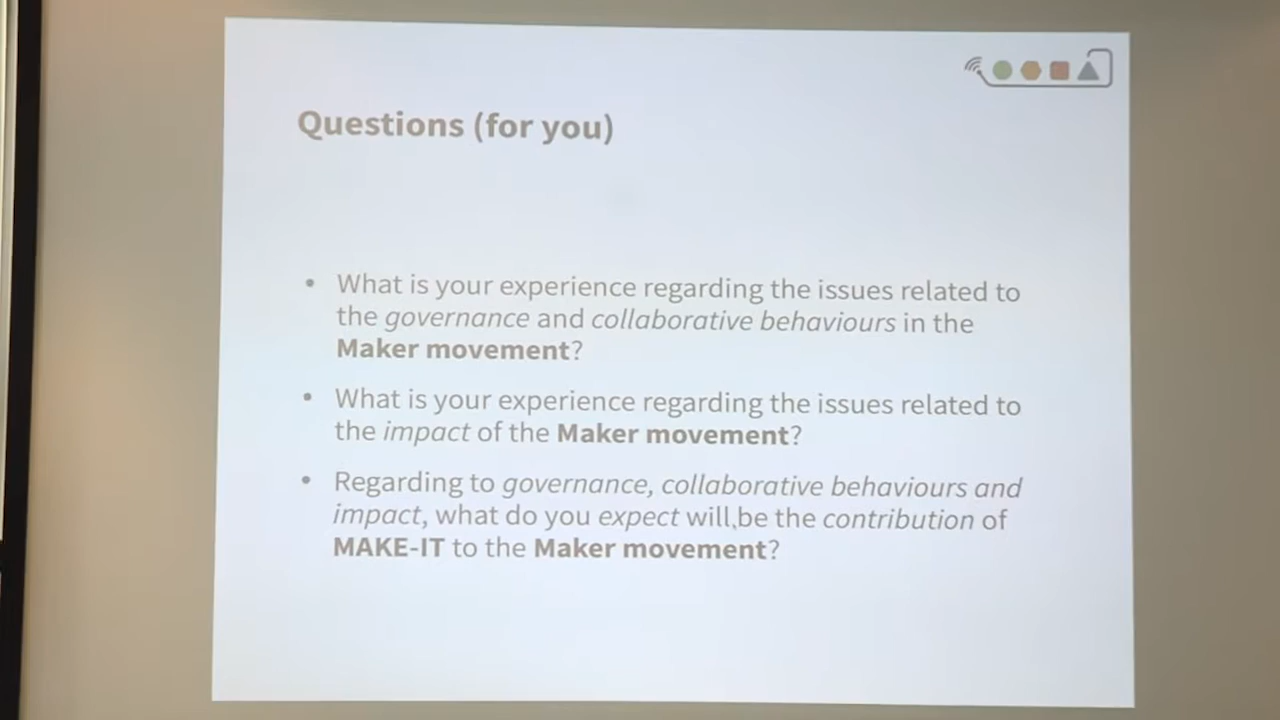 Questions (for you)
• What is your experience regarding the issues related to
the governance and collaborative behaviours in the
Maker movement?
• What is your experience regarding the issues related to
the impact of the Maker movement?
• Regarding to governance, collaborative behaviours and
impact, what do you expect will be the contribution of
MAKE-IT to the Maker movement?